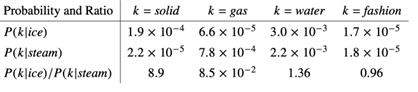 Probability and Ratio k = solid k = gas k = water k = fashion
P(k|ice) 1.9 × 10⁻⁴ 6.6 × 10⁻⁵ 3.0 × 10⁻³ 1.7 × 10⁻⁵
P(k|steam) 2.2 × 10⁻⁵ 7.8 × 10⁻⁴ 2.2 × 10⁻³ 1.8 × 10⁻⁵
P(k|ice)/P(k|steam) 8.9 8.5 × 10⁻² 1.36 0.96